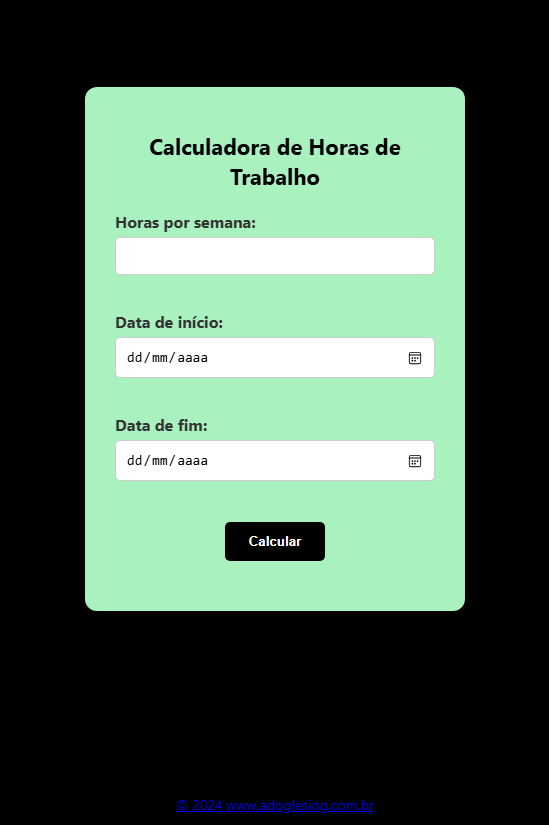 Calculadora de Horas de
Trabalho
Horas por semana:
Data de início:
dd/mm/aaaa
Data de fim:
dd/mm/aaaa
Calcular
© 2024 www.adoglesiog.com.br